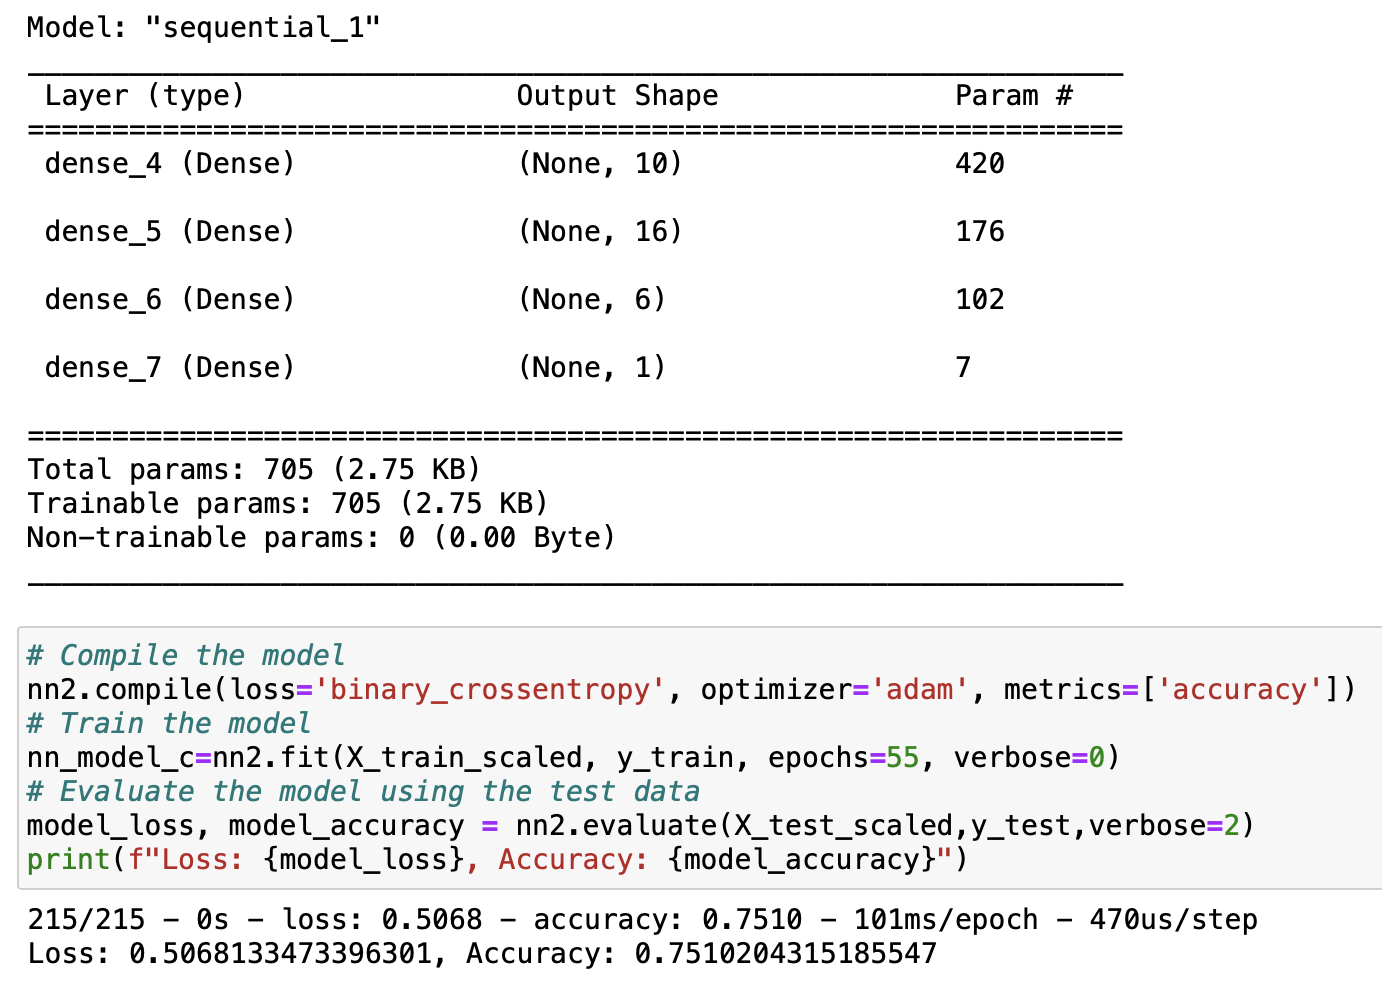 Model: "sequential_1"
_________________________________________________________________
Layer (type) Output Shape Param #
=================================================================
dense_4 (Dense) (None, 10) 420
dense_5 (Dense) (None, 16) 176
dense_6 (Dense) (None, 6) 102
dense_7 (Dense) (None, 1) 7
=================================================================
Total params: 705 (2.75 KB)
Trainable params: 705 (2.75 KB)
Non-trainable params: 0 (0.00 Byte)
_________________________________________________________________
# Compile the model
nn2.compile(loss='binary_crossentropy', optimizer='adam', metrics=['accuracy'])
# Train the model
nn_model_c=nn2.fit(X_train_scaled, y_train, epochs=55, verbose=0)
# Evaluate the model using the test data
model_loss, model_accuracy = nn2.evaluate(X_test_scaled,y_test,verbose=2)
print(f"Loss: {model_loss}, Accuracy: {model_accuracy}")
215/215 - 0s - loss: 0.5068 - accuracy: 0.7510 - 101ms/epoch - 470us/step
Loss: 0.5068133473396301, Accuracy: 0.7510204315185547